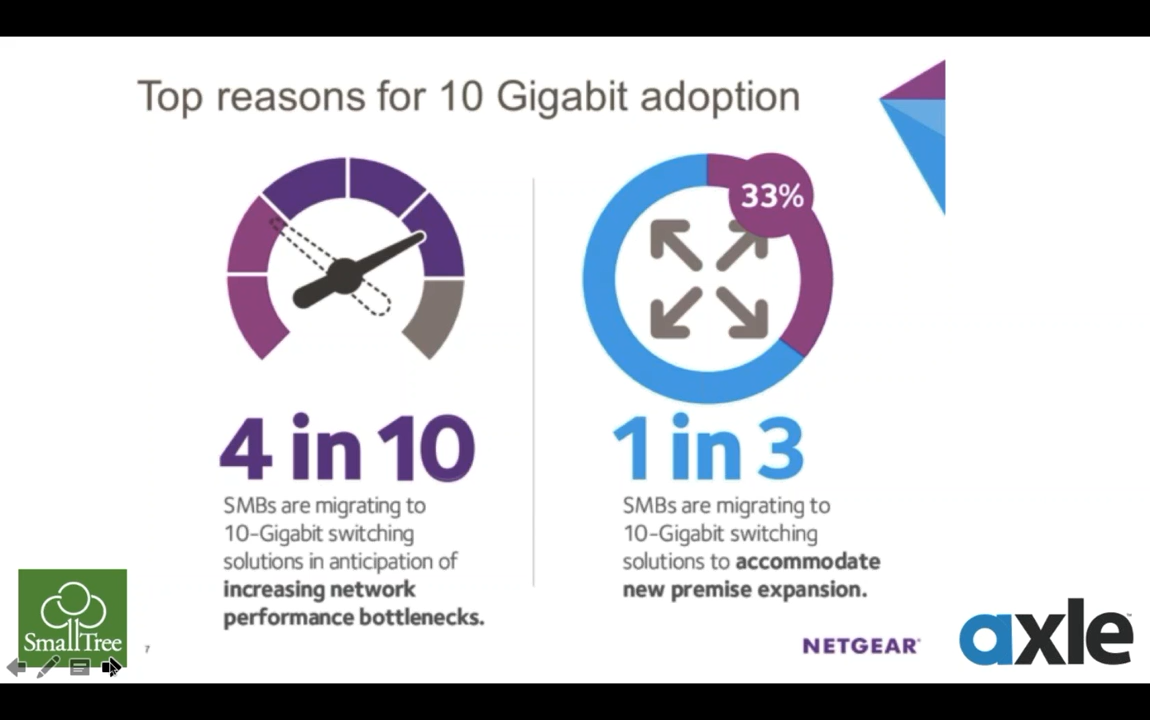 Top reasons for 10 Gigabit adoption
33%
4 in 10
SMBs are migrating to
10-Gigabit switching
solutions in anticipation of
increasing network
performance bottlenecks.
1 in 3
SMBs are migrating to
10-Gigabit switching
solutions to accommodate
new premise expansion.
SmallTree
7
NETGEAR
axle